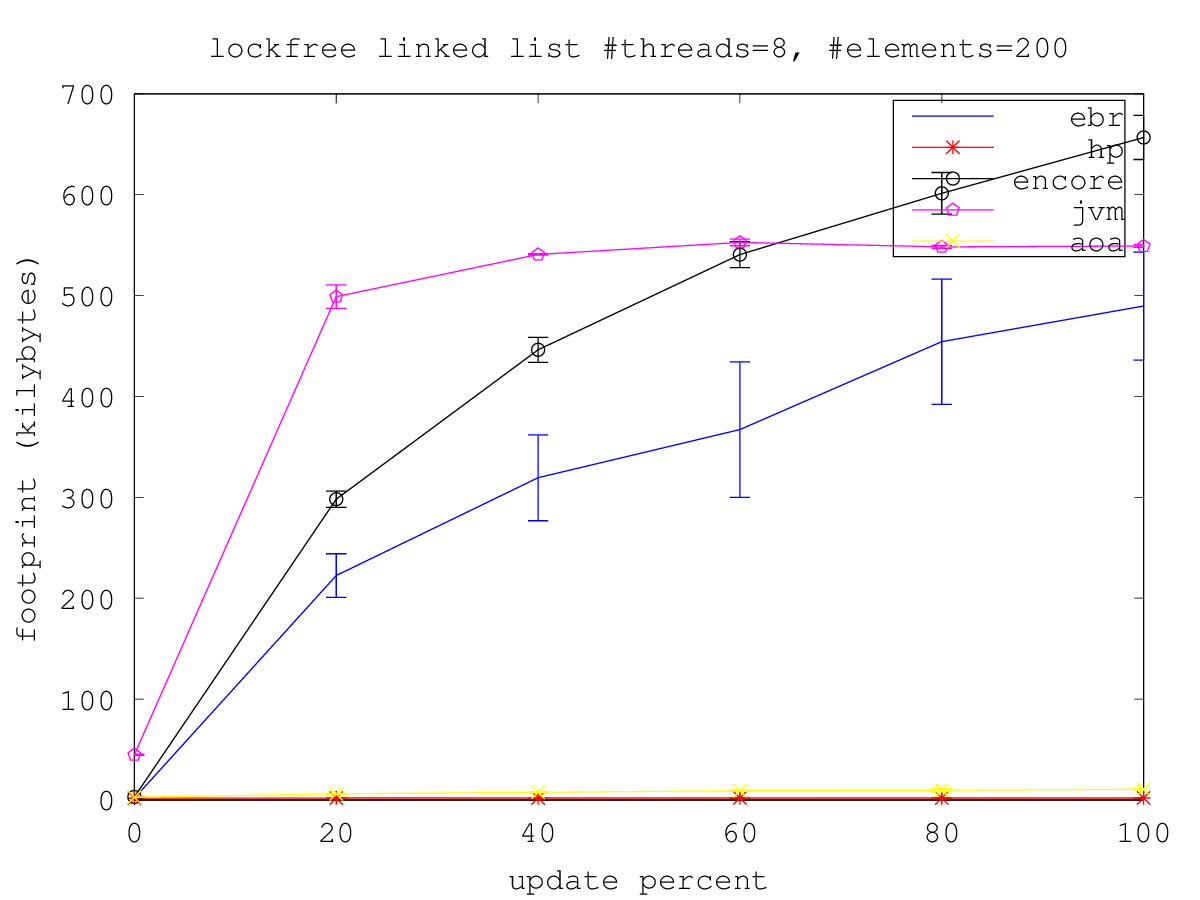 lockfree linked list #threads=8, #elements=200
700
600
500
400
300
200
100
0
footprint (kilybytes)
ebr
hp
encore
jvm
aoa
0 20 40 60 80 100
update percent